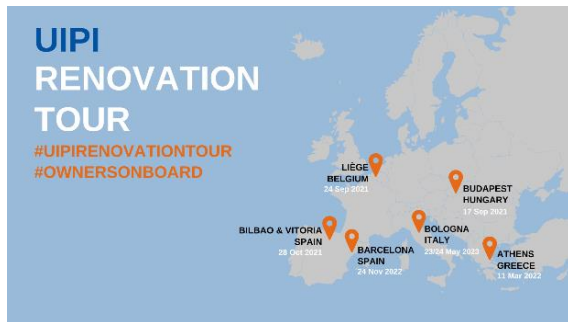 UIPI
RENOVATION
TOUR
#UIPIRENOVATIONTOUR
#OWNERSONBOARD
LIÈGE
BELGIUM
24 Sep 2021
BUDAPEST
HUNGARY
17 Sep 2021
BILBAO & VITORIA
SPAIN
28 Oct 2021
BARCELONA
SPAIN
24 Nov 2022
BOLOGNA
ITALY
23/24 May 2023
ATHENS
GREECE
11 Mar 2022